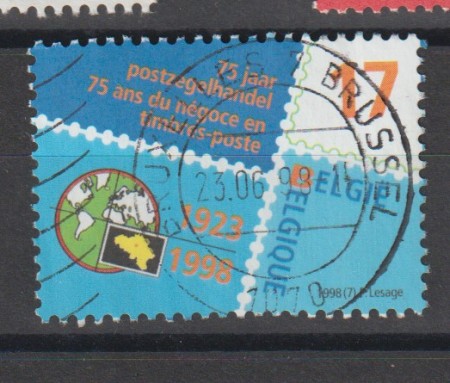 75 jaar
postzegelhandel
75 ans du négoce en
timbres-poste
17
BRUSSEL
23.06.98
BELGIE
BELGIQUE
1923
1998
1070
1998 (7) P. Lesage